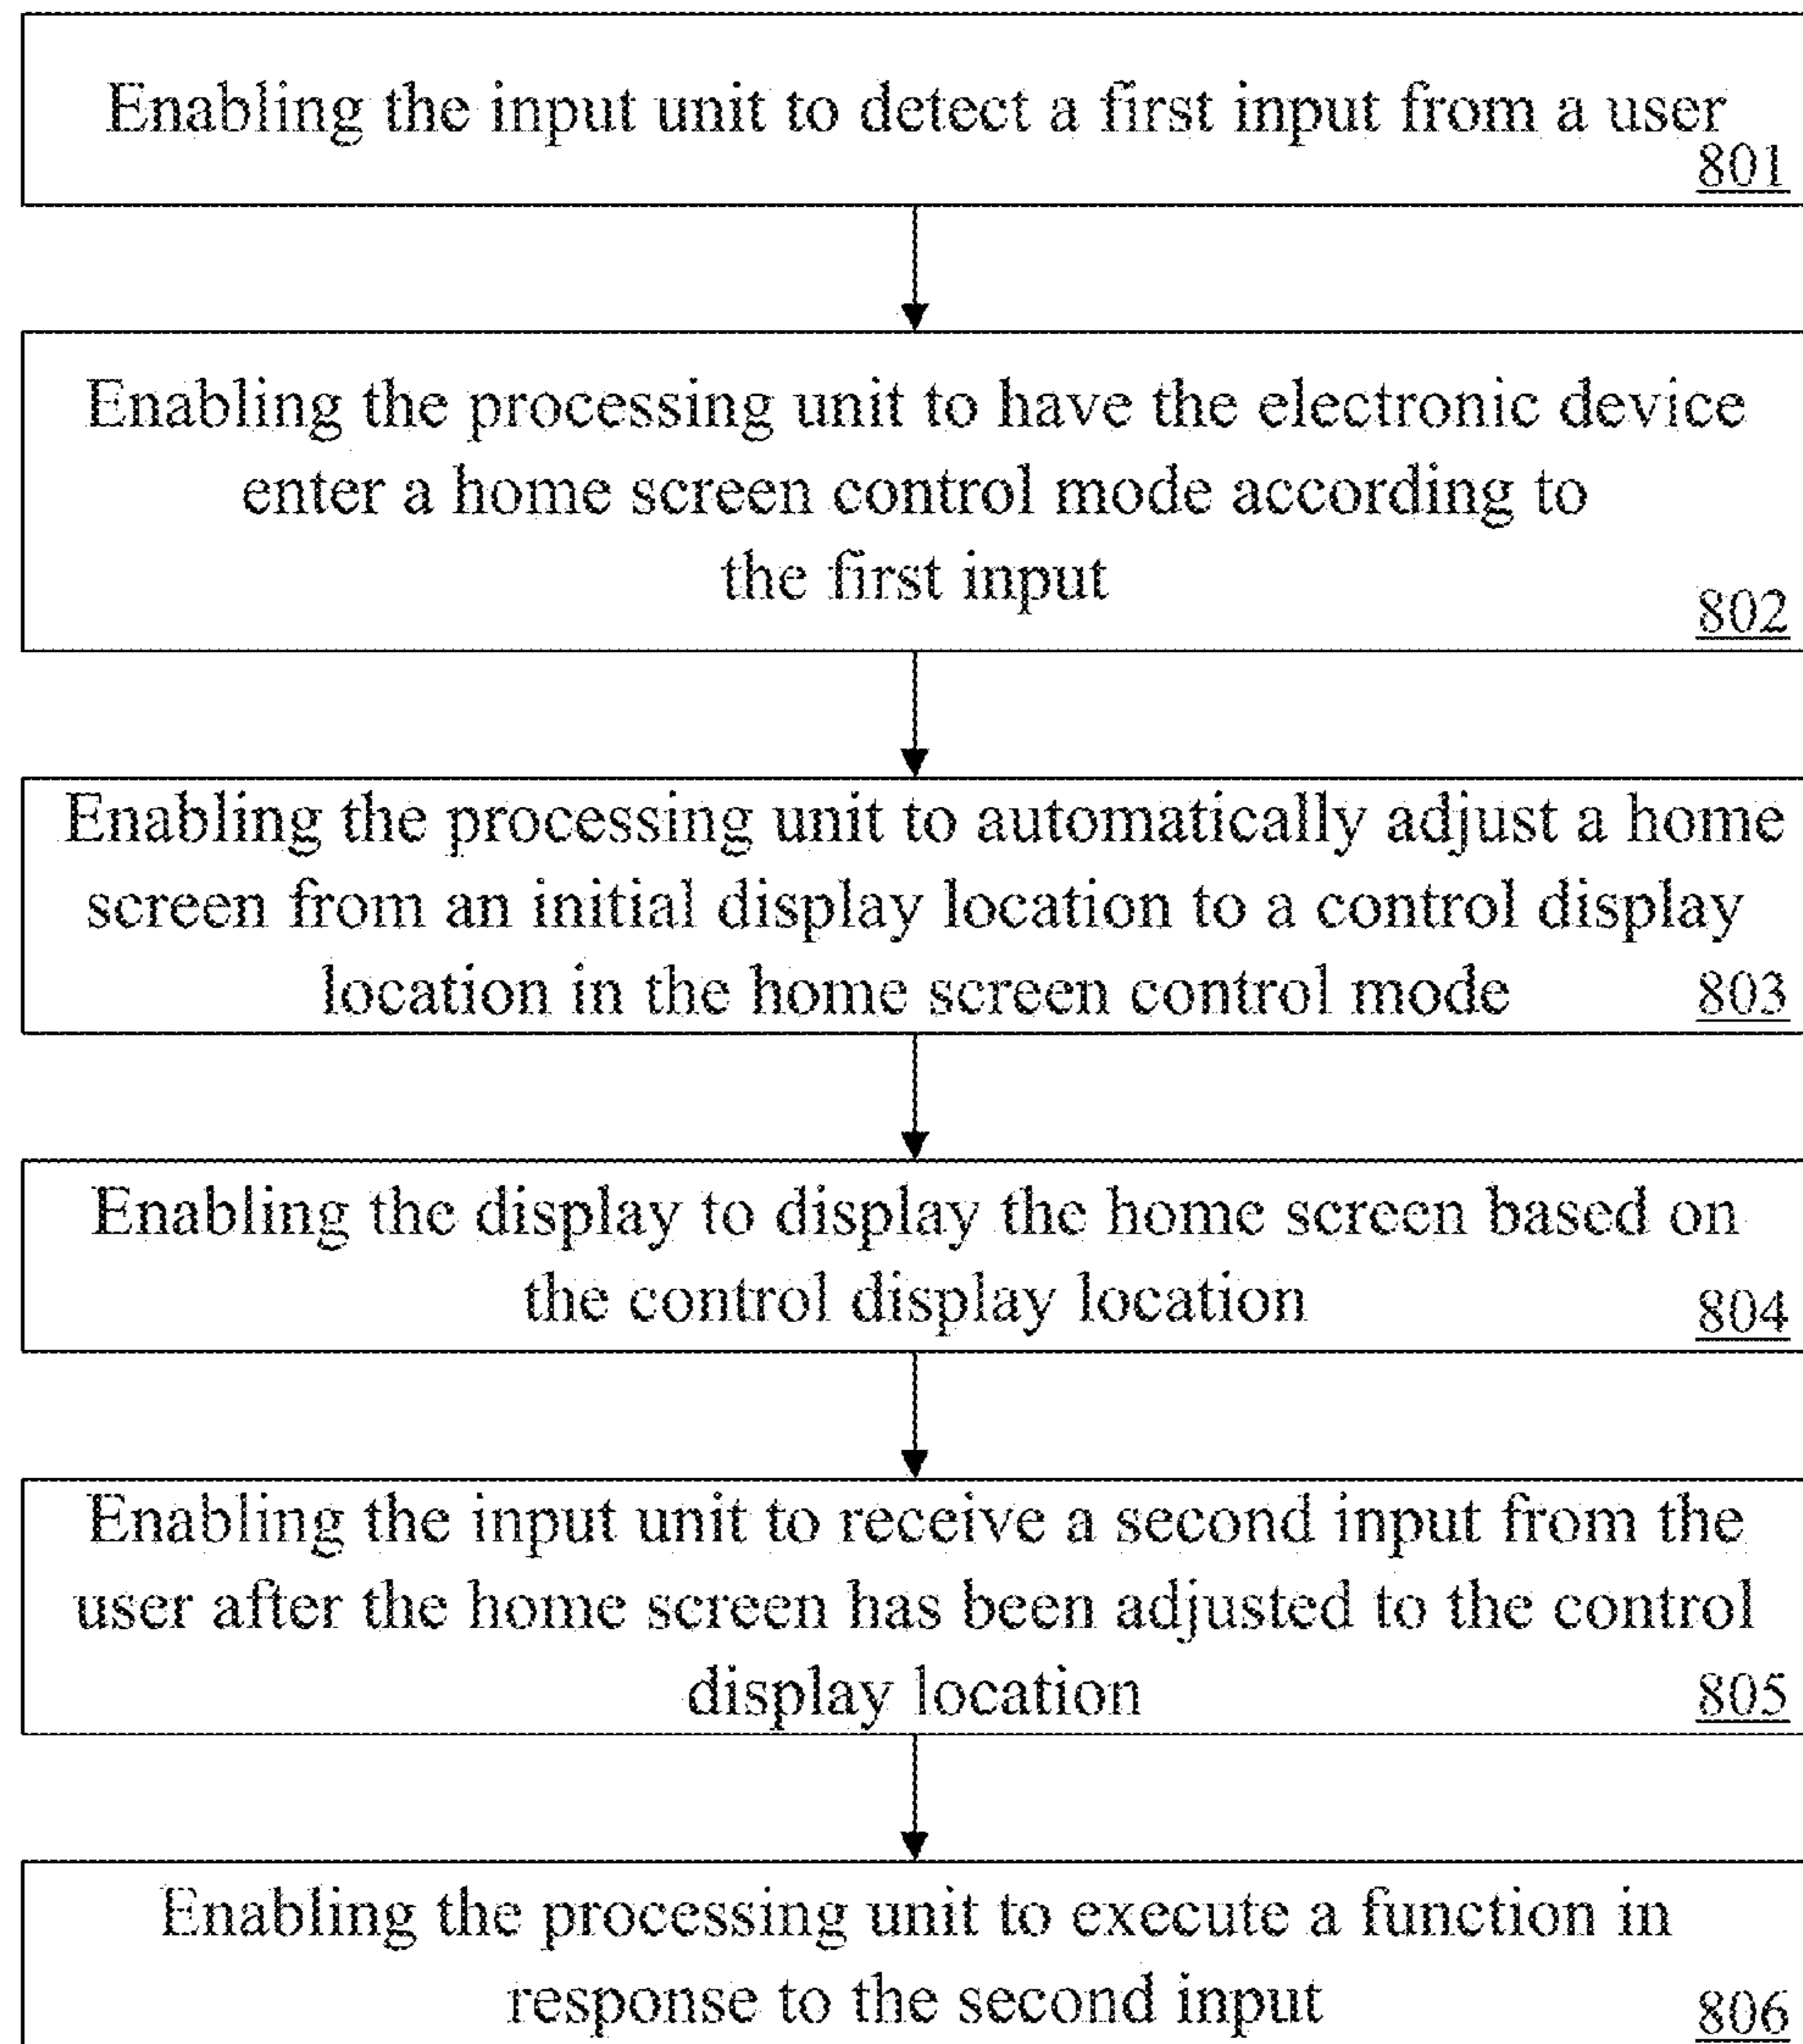 Enabling the input unit to detect a first input from a user
801
Enabling the processing unit to have the electronic device
enter a home screen control mode according to
the first input
802
Enabling the processing unit to automatically adjust a home
screen from an initial display location to a control display
location in the home screen control mode
803
Enabling the display to display the home screen based on
the control display location
804
Enabling the input unit to receive a second input from the
user after the home screen has been adjusted to the control
display location
805
Enabling the processing unit to execute a function in
response to the second input
806